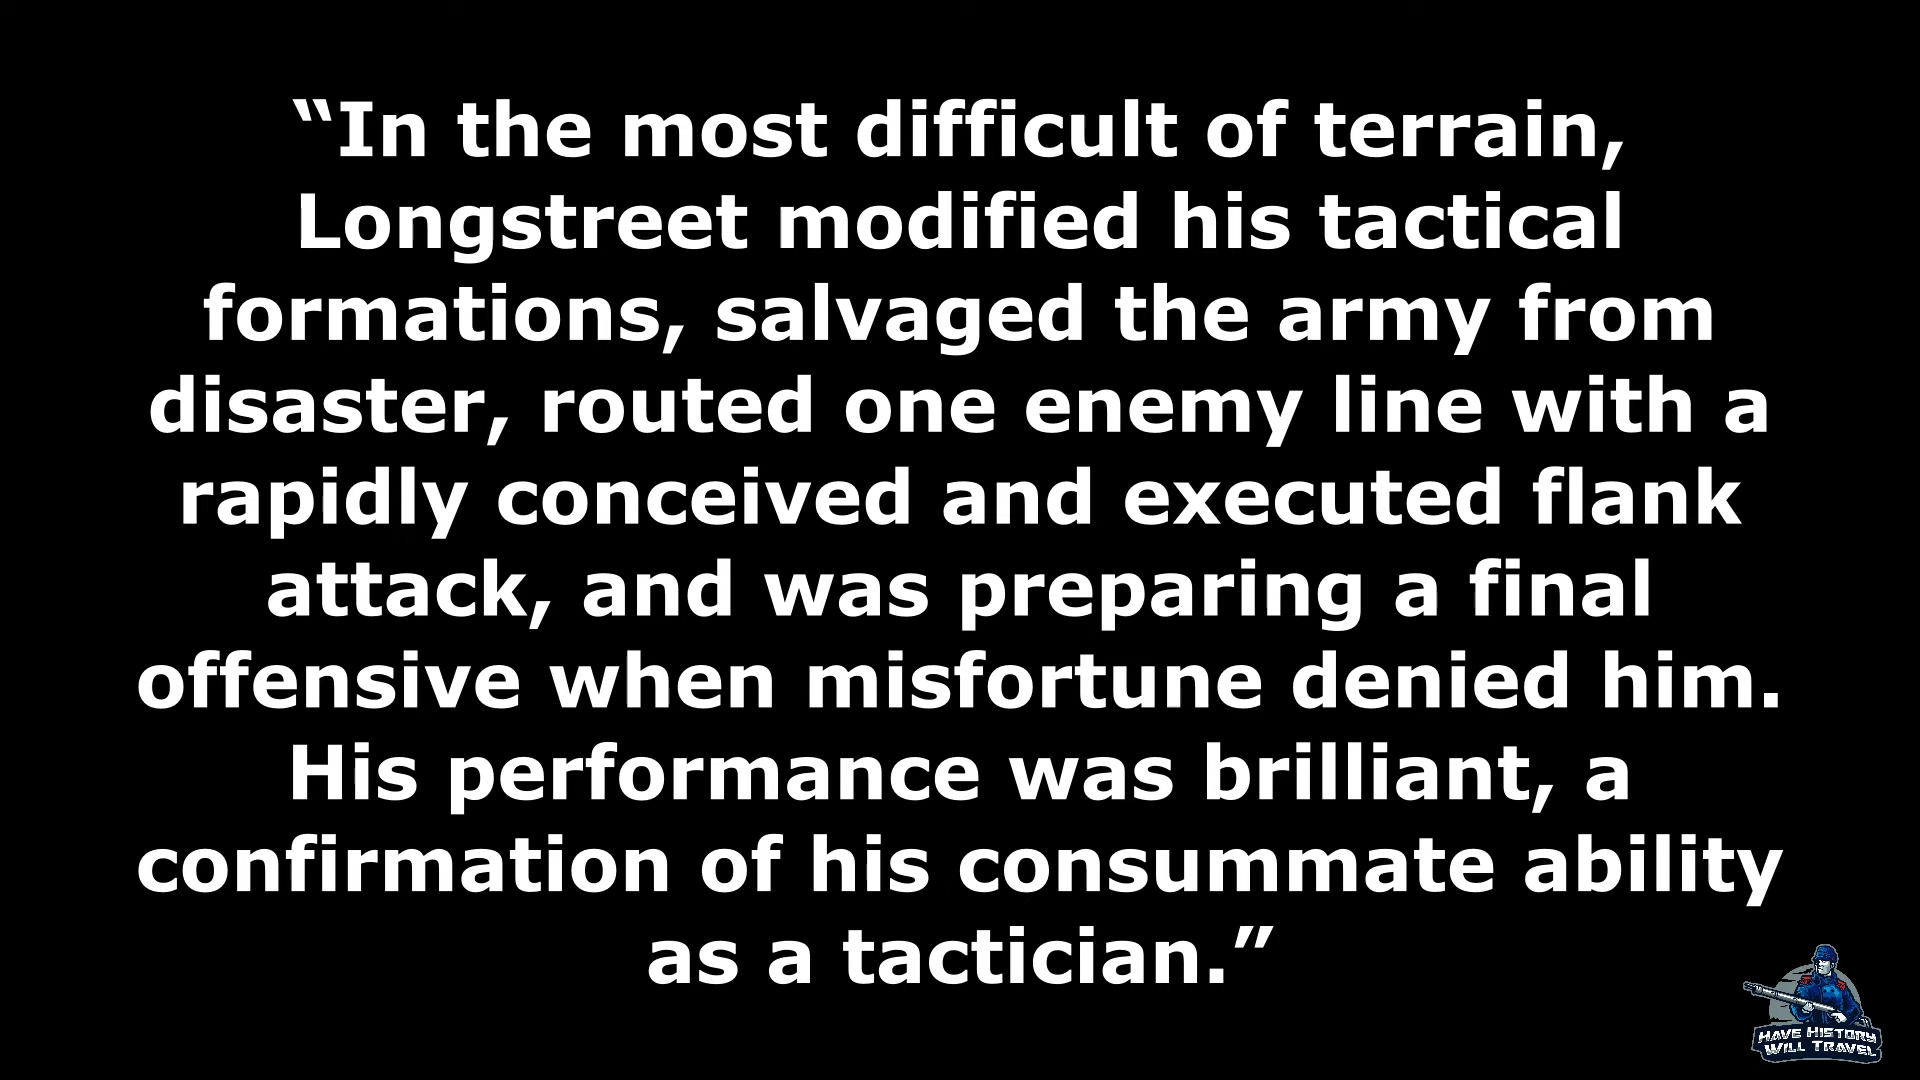 “In the most difficult of terrain,
Longstreet modified his tactical
formations, salvaged the army from
disaster, routed one enemy line with a
rapidly conceived and executed flank
attack, and was preparing a final
offensive when misfortune denied him.
His performance was brilliant, a
confirmation of his consummate ability
as a tactician.”
HAVE HISTORY
WILL TRAVEL